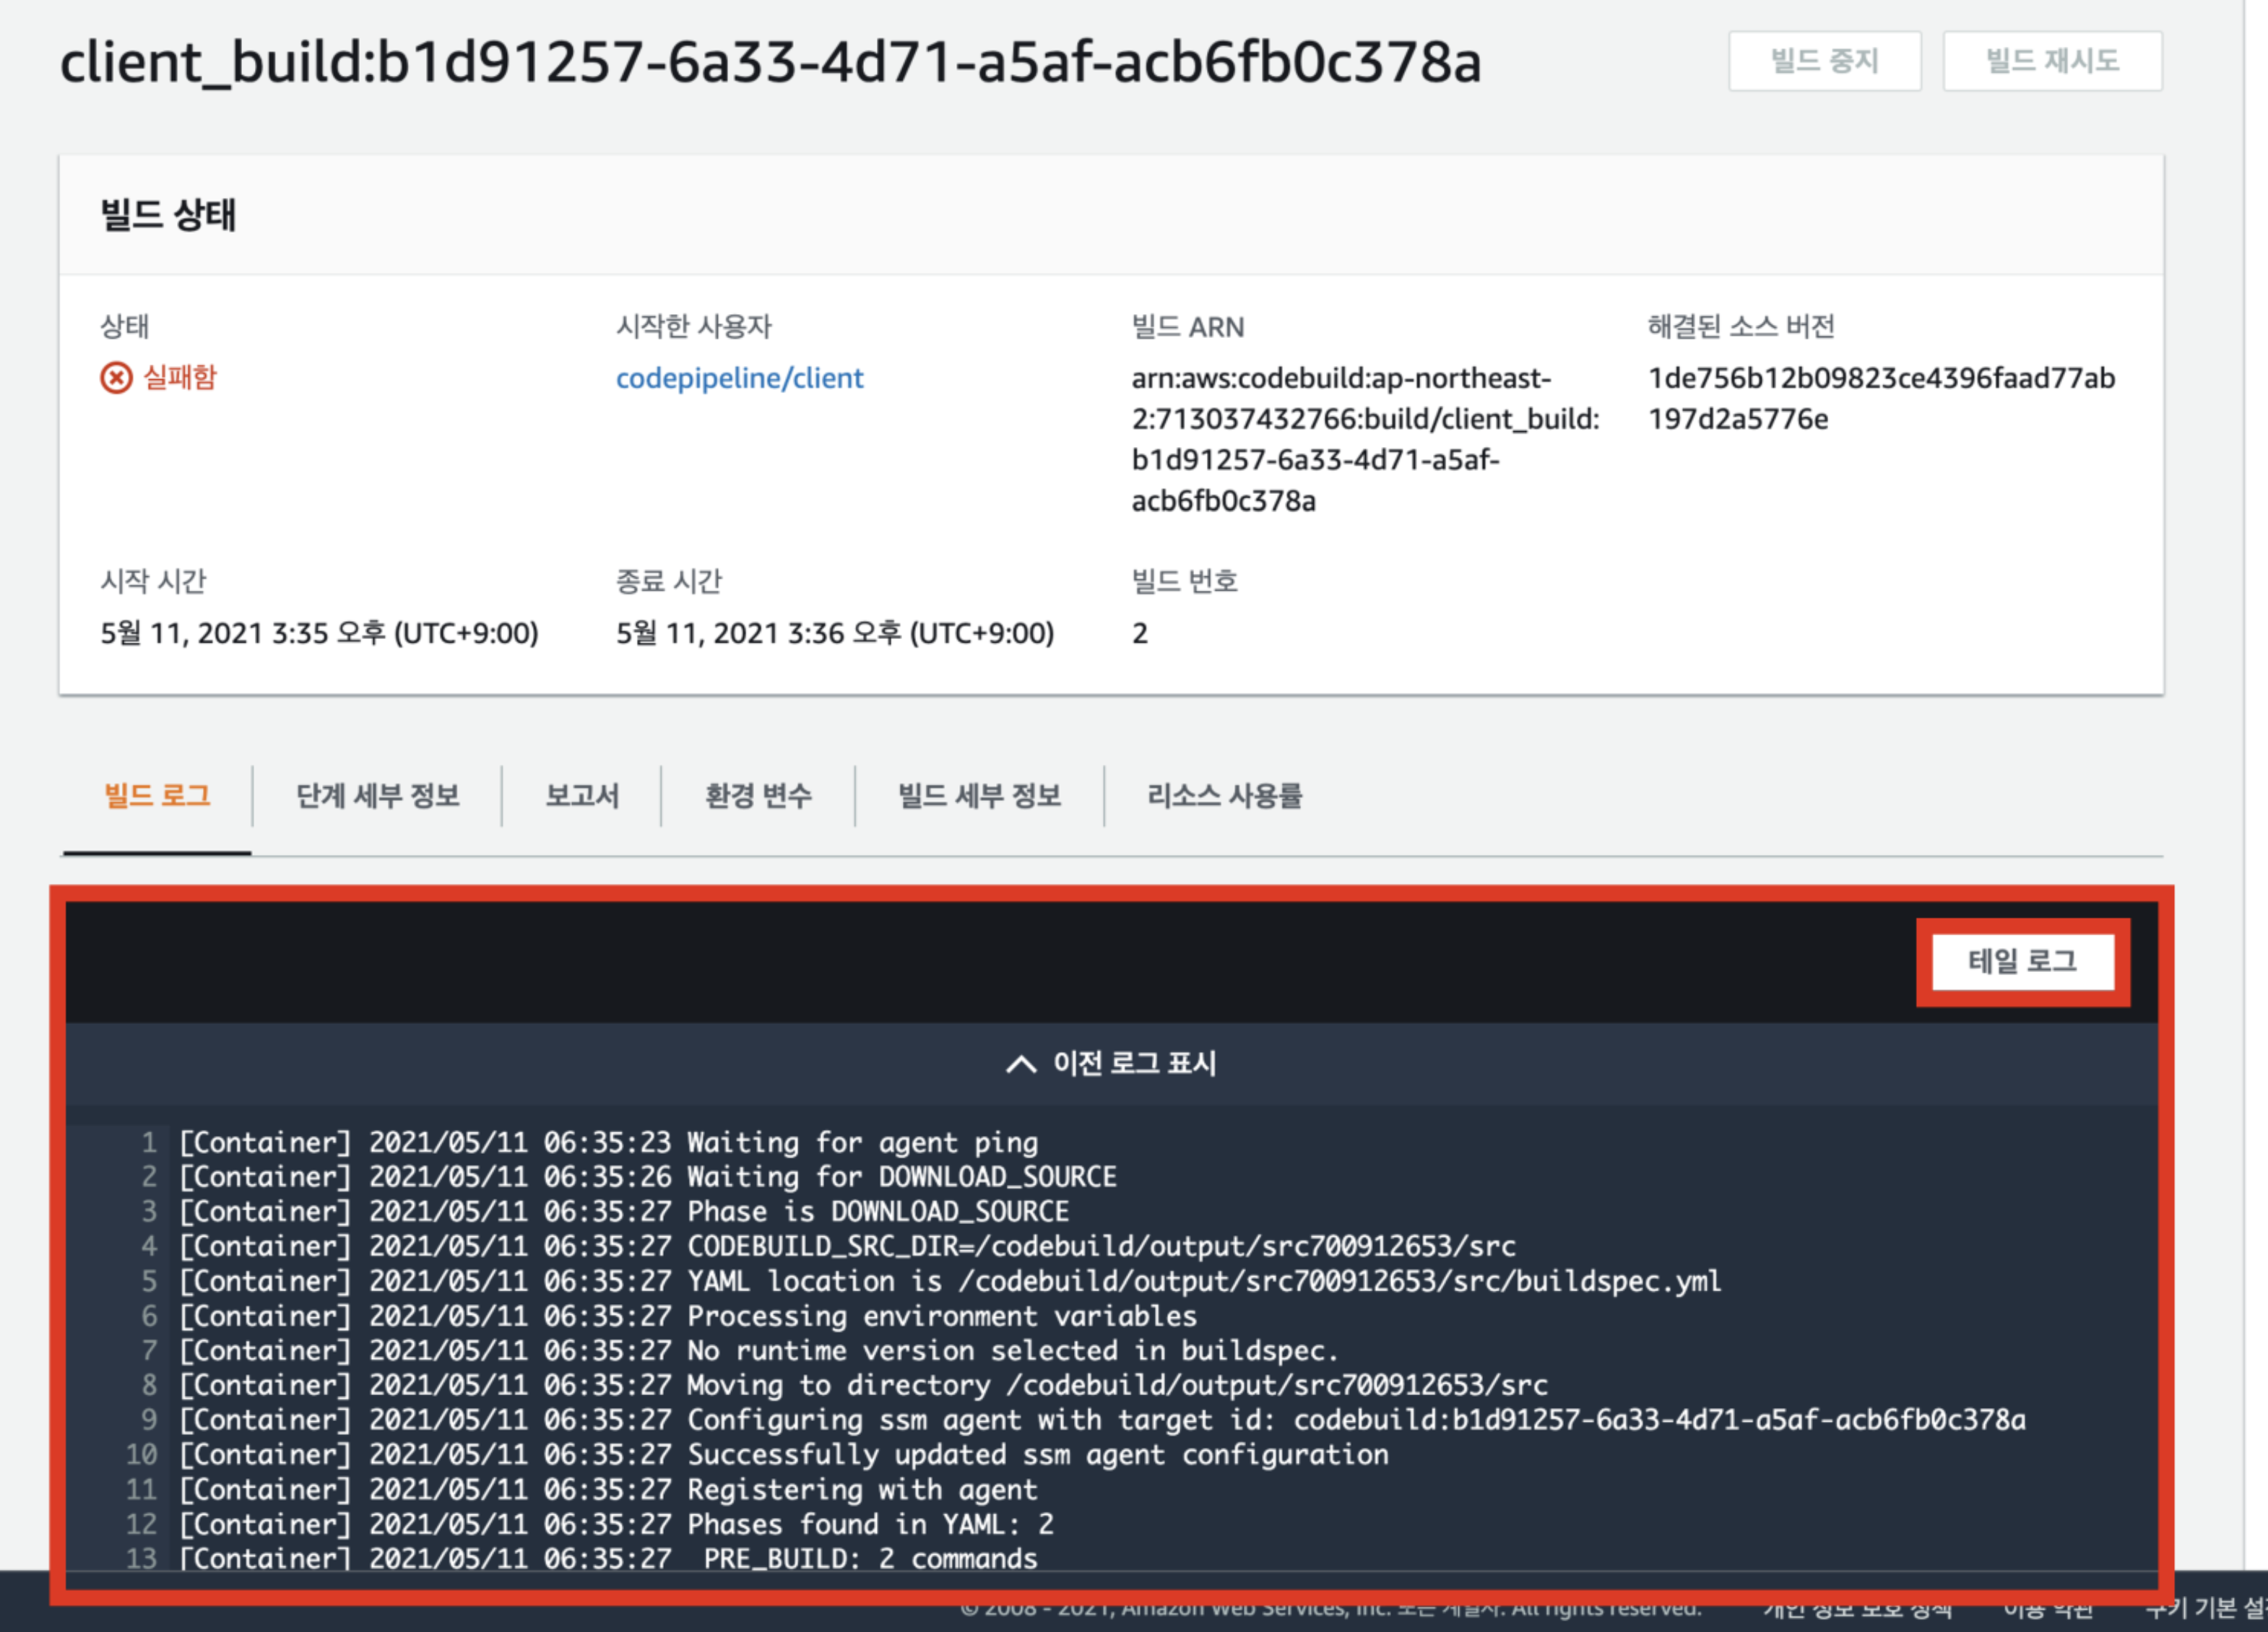 client_build:b1d91257-6a33-4d71-a5af-acb6fb0c378a
빌드 중지
빌드 재시도
빌드 상태
상태
실패함
시작한 사용자
codepipeline/client
빌드 ARN
arn:aws:codebuild:ap-northeast-
2:713037432766:build/client_build:
b1d91257-6a33-4d71-a5af-
acb6fb0c378a
해결된 소스 버전
1de756b12b09823ce4396faad77ab
197d2a5776e
시작 시간
5월 11, 2021 3:35 오후 (UTC+9:00)
종료 시간
5월 11, 2021 3:36 오후 (UTC+9:00)
빌드 번호
2
빌드 로그
단계 세부 정보
보고서
환경 변수
빌드 세부 정보
리소스 사용률
테일 로그
이전 로그 표시
1 [Container] 2021/05/11 06:35:23 Waiting for agent ping
2 [Container] 2021/05/11 06:35:26 Waiting for DOWNLOAD_SOURCE
3 [Container] 2021/05/11 06:35:27 Phase is DOWNLOAD_SOURCE
4 [Container] 2021/05/11 06:35:27 CODEBUILD_SRC_DIR=/codebuild/output/src700912653/src
5 [Container] 2021/05/11 06:35:27 YAML location is /codebuild/output/src700912653/src/buildspec.yml
6 [Container] 2021/05/11 06:35:27 Processing environment variables
7 [Container] 2021/05/11 06:35:27 No runtime version selected in buildspec.
8 [Container] 2021/05/11 06:35:27 Moving to directory /codebuild/output/src700912653/src
9 [Container] 2021/05/11 06:35:27 Configuring ssm agent with target id: codebuild:b1d91257-6a33-4d71-a5af-acb6fb0c378a
10 [Container] 2021/05/11 06:35:27 Successfully updated ssm agent configuration
11 [Container] 2021/05/11 06:35:27 Registering with agent
12 [Container] 2021/05/11 06:35:27 Phases found in YAML: 2
13 [Container] 2021/05/11 06:35:27  PRE_BUILD: 2 commands
© 2008 - 2021, Amazon Web Services, Inc. 또는 계열사. All rights reserved.
개인 정보 보호 정책
이용 약관
쿠키 기본